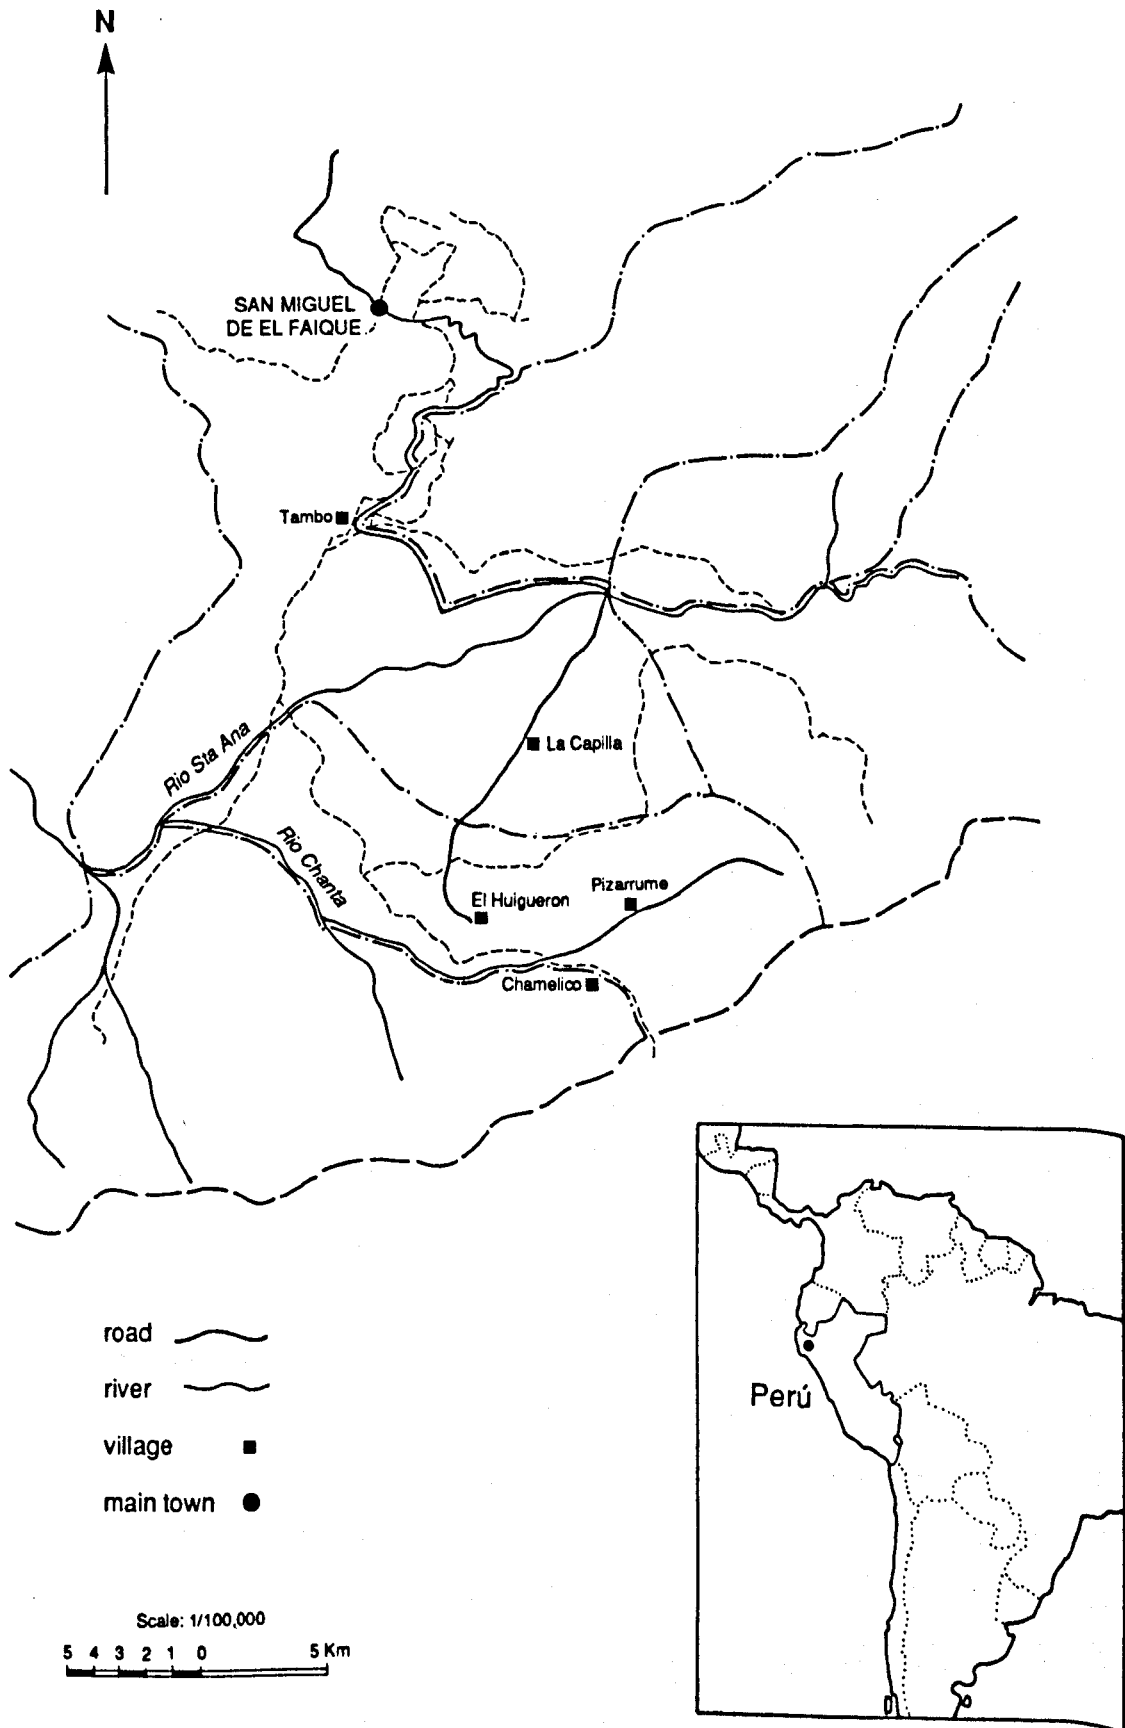 N
SAN MIGUEL
DE EL FAIQUE
Tambo
La Capilla
Rio Sta Ana
Rio Chanta
El Huigueron
Pizarrume
Chamelico
road
river
village
main town
Perú
Scale: 1/100,000
5 4 3 2 1 0 5 Km